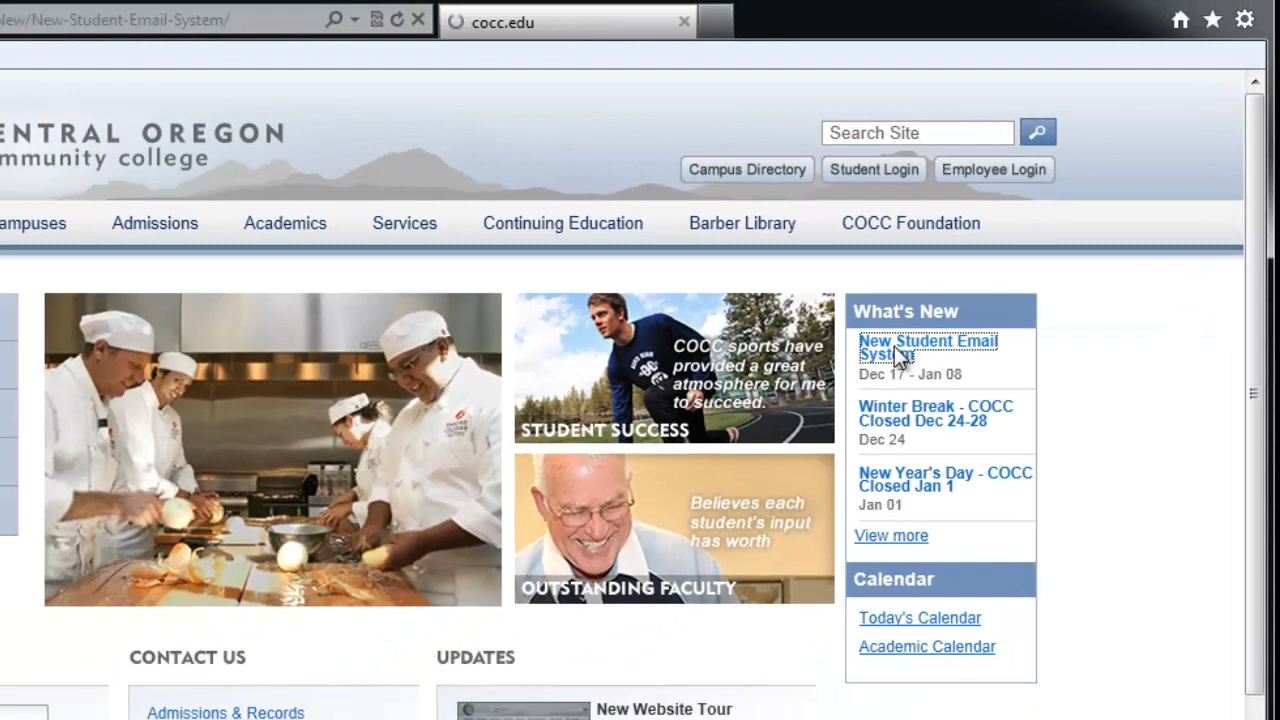 New/New-Student-Email-System/
cocc.edu
ENTRAL OREGON
mmunity college
Search Site
Campus Directory
Student Login
Employee Login
ampuses
Admissions
Academics
Services
Continuing Education
Barber Library
COCC Foundation
COCC sports have
provided a great
atmosphere for me
to succeed.
STUDENT SUCCESS
Believes each
student's input
has worth
OUTSTANDING FACULTY
What's New
New Student Email
System
Dec 17 - Jan 08
Winter Break - COCC
Closed Dec 24-28
Dec 24
New Year's Day - COCC
Closed Jan 1
Jan 01
View more
Calendar
Today's Calendar
Academic Calendar
CONTACT US
Admissions & Records
UPDATES
New Website Tour